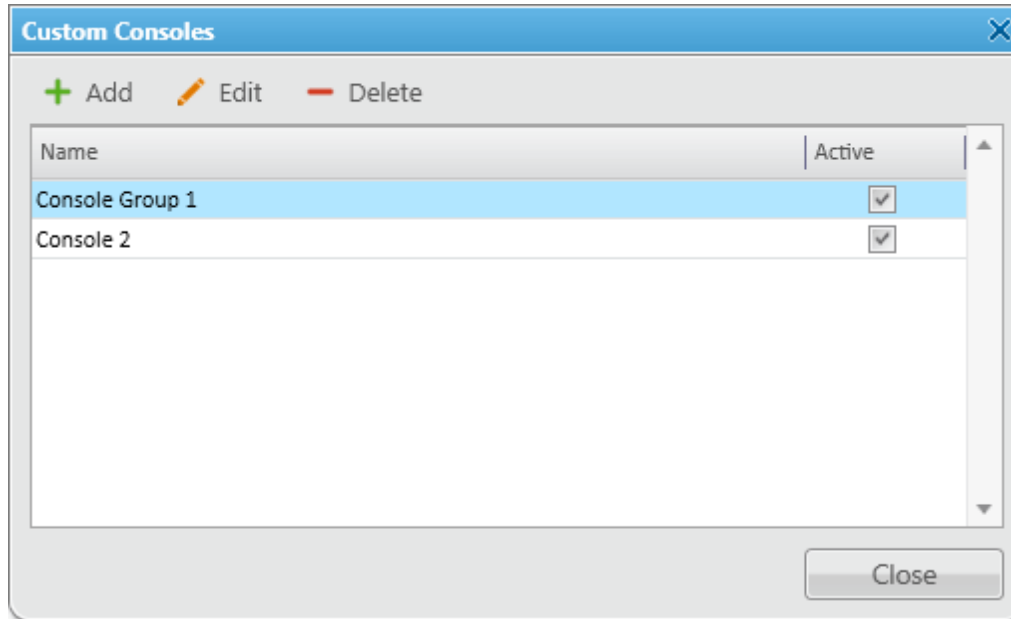 Custom Consoles
Add Edit Delete
Name Active
Console Group 1
Console 2
Close